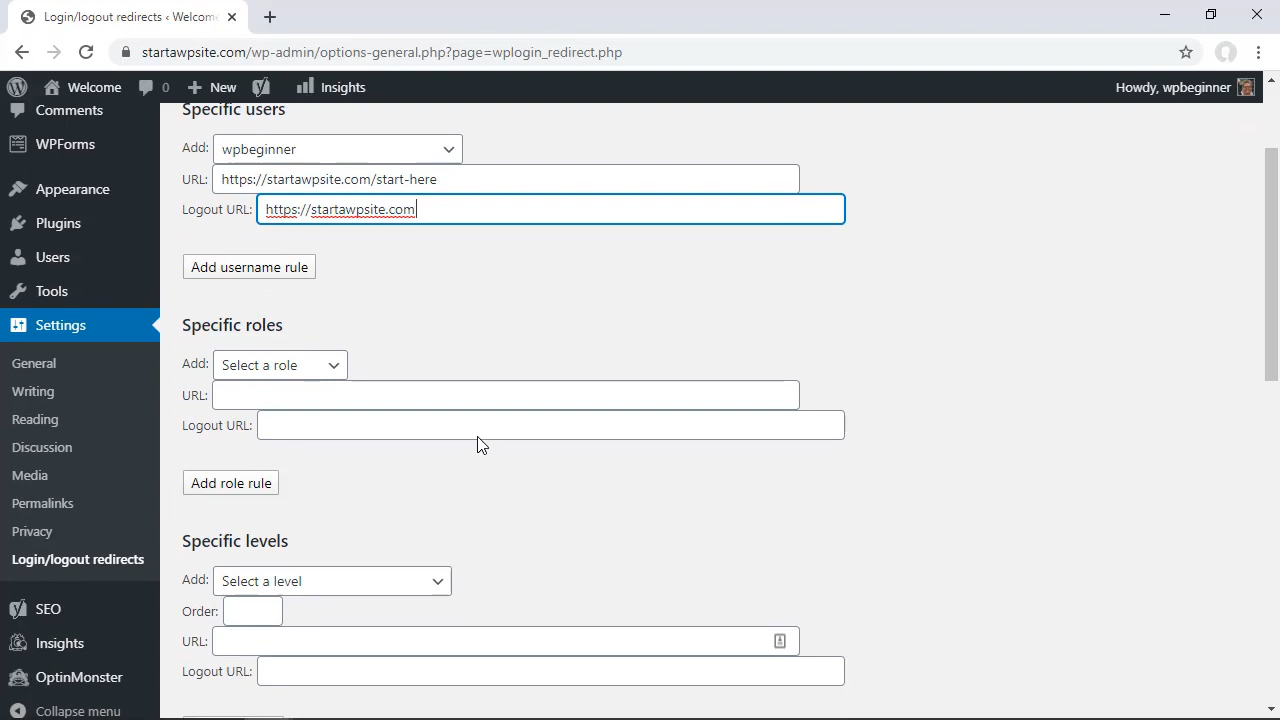 Login/logout redirects ‹ Welcome
startawpsite.com/wp-admin/options-general.php?page=wplogin_redirect.php
Welcome 0 New Insights Howdy, wpbeginner
Comments
WPForms
Appearance
Plugins
Users
Tools
Settings
General
Writing
Reading
Discussion
Media
Permalinks
Privacy
Login/logout redirects
SEO
Insights
OptinMonster
Collapse menu
Specific users
Add: wpbeginner
URL: https://startawpsite.com/start-here
Logout URL: https://startawpsite.com
Add username rule
Specific roles
Add: Select a role
URL:
Logout URL:
Add role rule
Specific levels
Add: Select a level
Order:
URL:
Logout URL: